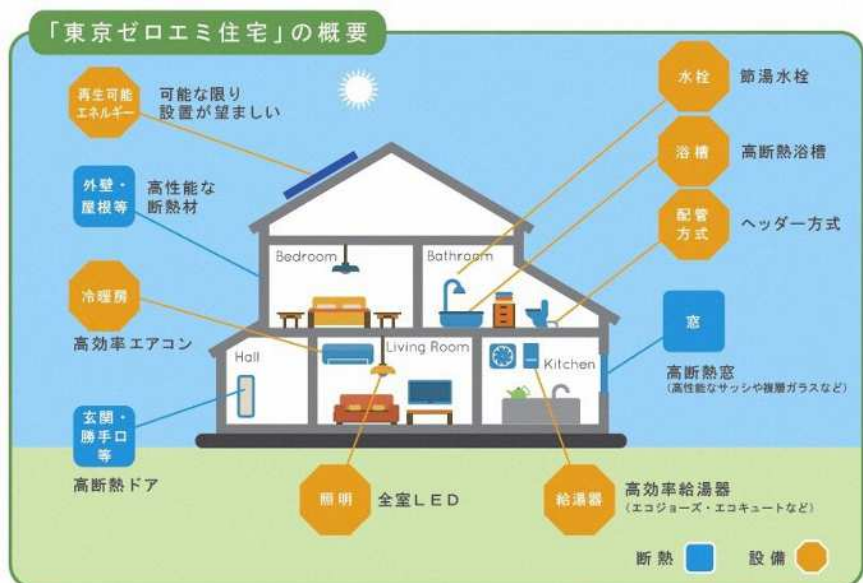 「東京ゼロエミ住宅」の概要
再生可能
エネルギー
可能な限り
設置が望ましい
外壁・
屋根等
高性能な
断熱材
冷暖房
高効率エアコン
玄関・
勝手口
等
高断熱ドア
水栓
節湯水栓
浴槽
高断熱浴槽
配管
方式
ヘッダー方式
窓
高断熱窓
（高性能なサッシや複層ガラスなど）
Bedroom
Bathroom
Hall
Living Room
Kitchen
照明
全室LED
給湯器
高効率給湯器
（エコジョーズ・エコキュートなど）
断熱
設備